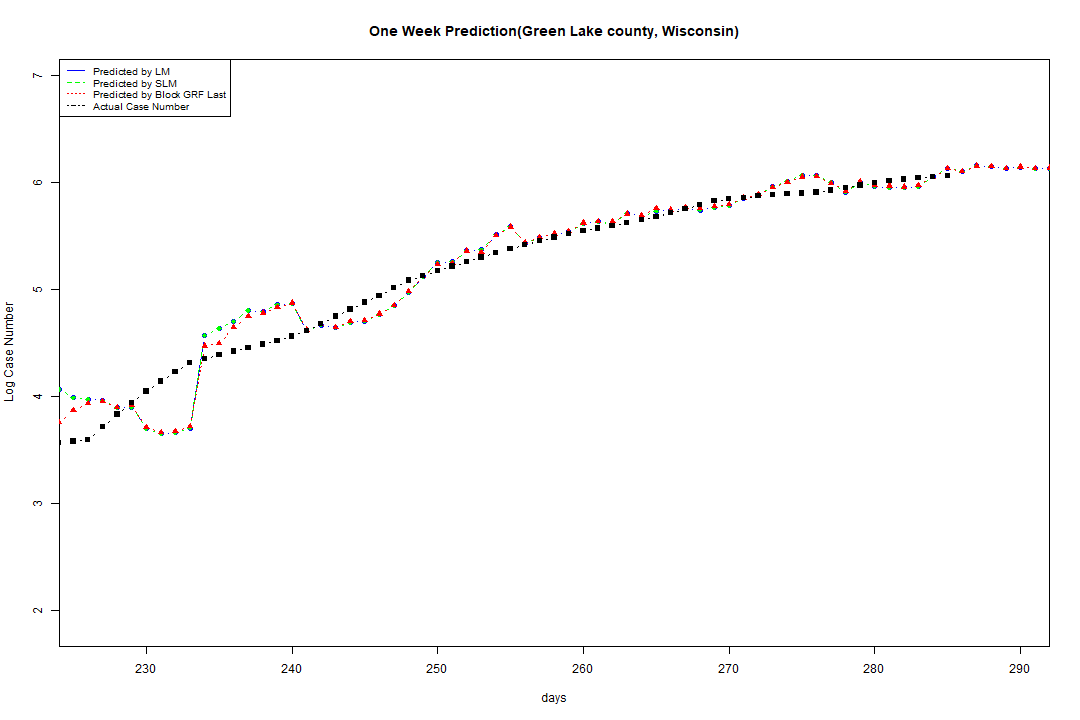 One Week Prediction(Green Lake county, Wisconsin)
Predicted by LM
Predicted by SLM
Predicted by Block GRF Last
Actual Case Number
7
6
5
4
3
2
Log Case Number
230 240 250 260 270 280 290
days